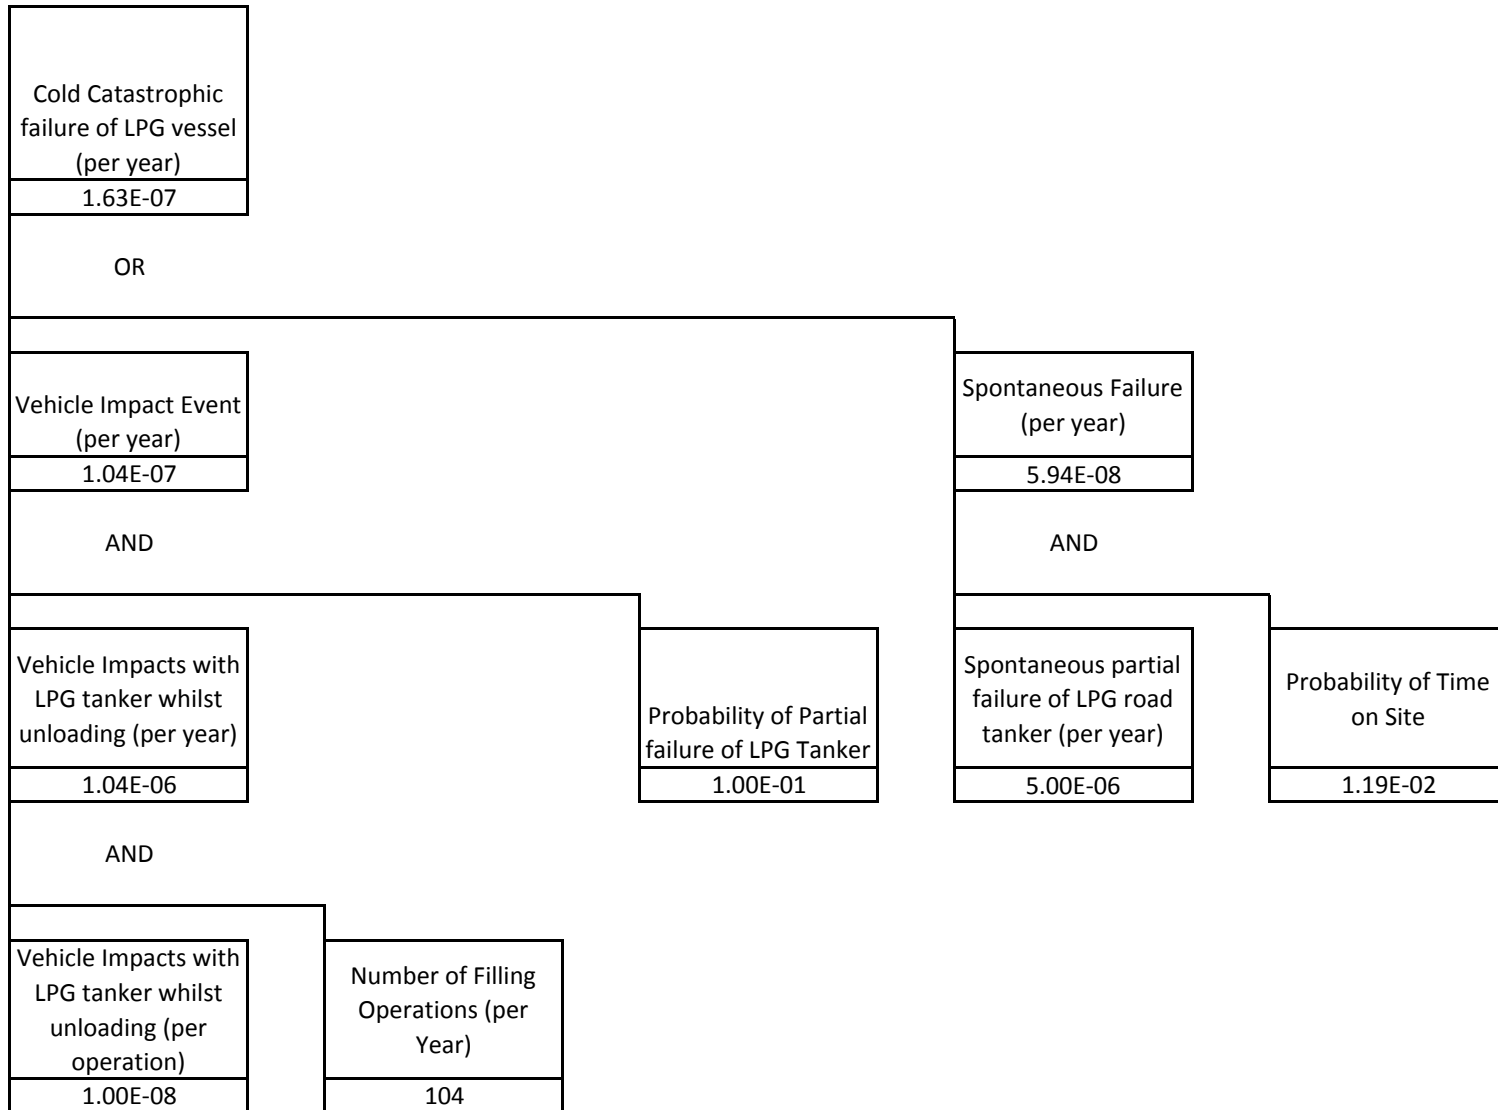 Cold Catastrophic
failure of LPG vessel
(per year)
1.63E-07
OR
Vehicle Impact Event
(per year)
1.04E-07
Spontaneous Failure
(per year)
5.94E-08
AND
AND
Vehicle Impacts with
LPG tanker whilst
unloading (per year)
1.04E-06
Probability of Partial
failure of LPG Tanker
1.00E-01
Spontaneous partial
failure of LPG road
tanker (per year)
5.00E-06
Probability of Time
on Site
1.19E-02
AND
Vehicle Impacts with
LPG tanker whilst
unloading (per
operation)
1.00E-08
Number of Filling
Operations (per
Year)
104